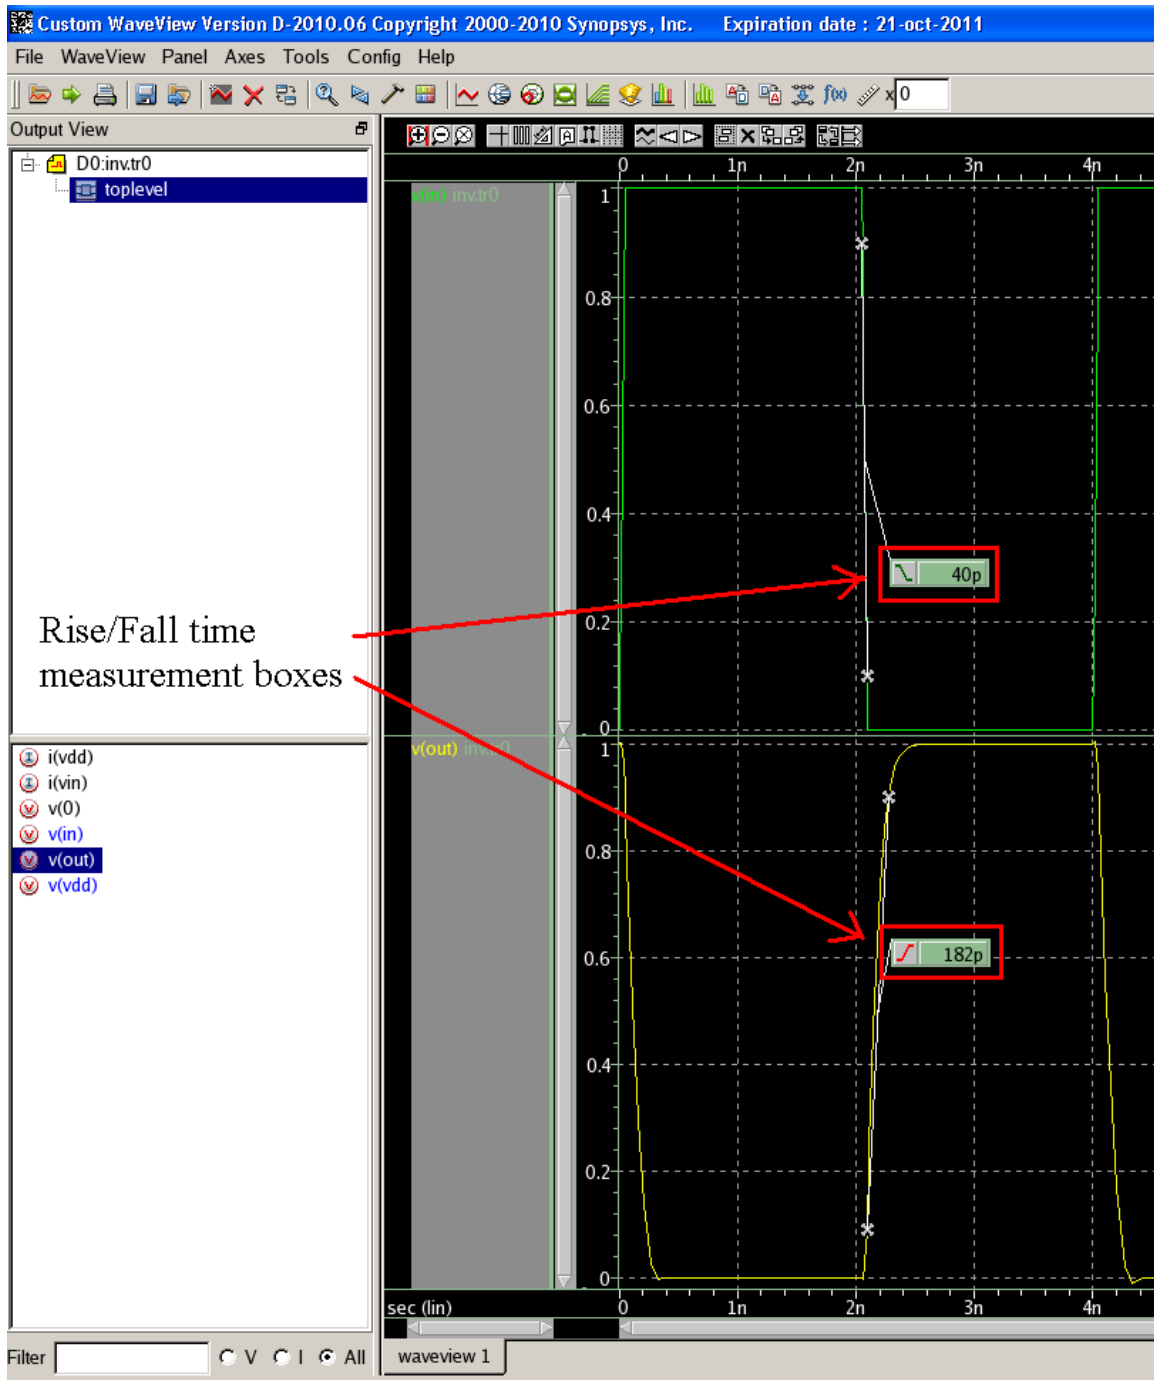 Custom WaveView Version D-2010.06 Copyright 2000-2010 Synopsys, Inc. Expiration date : 21-oct-2011
File WaveView Panel Axes Tools Config Help
f(x) x 0
Output View
D0:inv.tr0
toplevel
0 1n 2n 3n 4n
v(in) inv.tr0
1
0.8
0.6
0.4
40p
0.2
0
Rise/Fall time
measurement boxes
i(vdd)
i(vin)
v(0)
v(in)
v(out)
v(vdd)
v(out) inv.tr0
1
0.8
0.6
182p
0.4
0.2
0
sec (lin) 0 1n 2n 3n 4n
Filter V I All
waveview 1